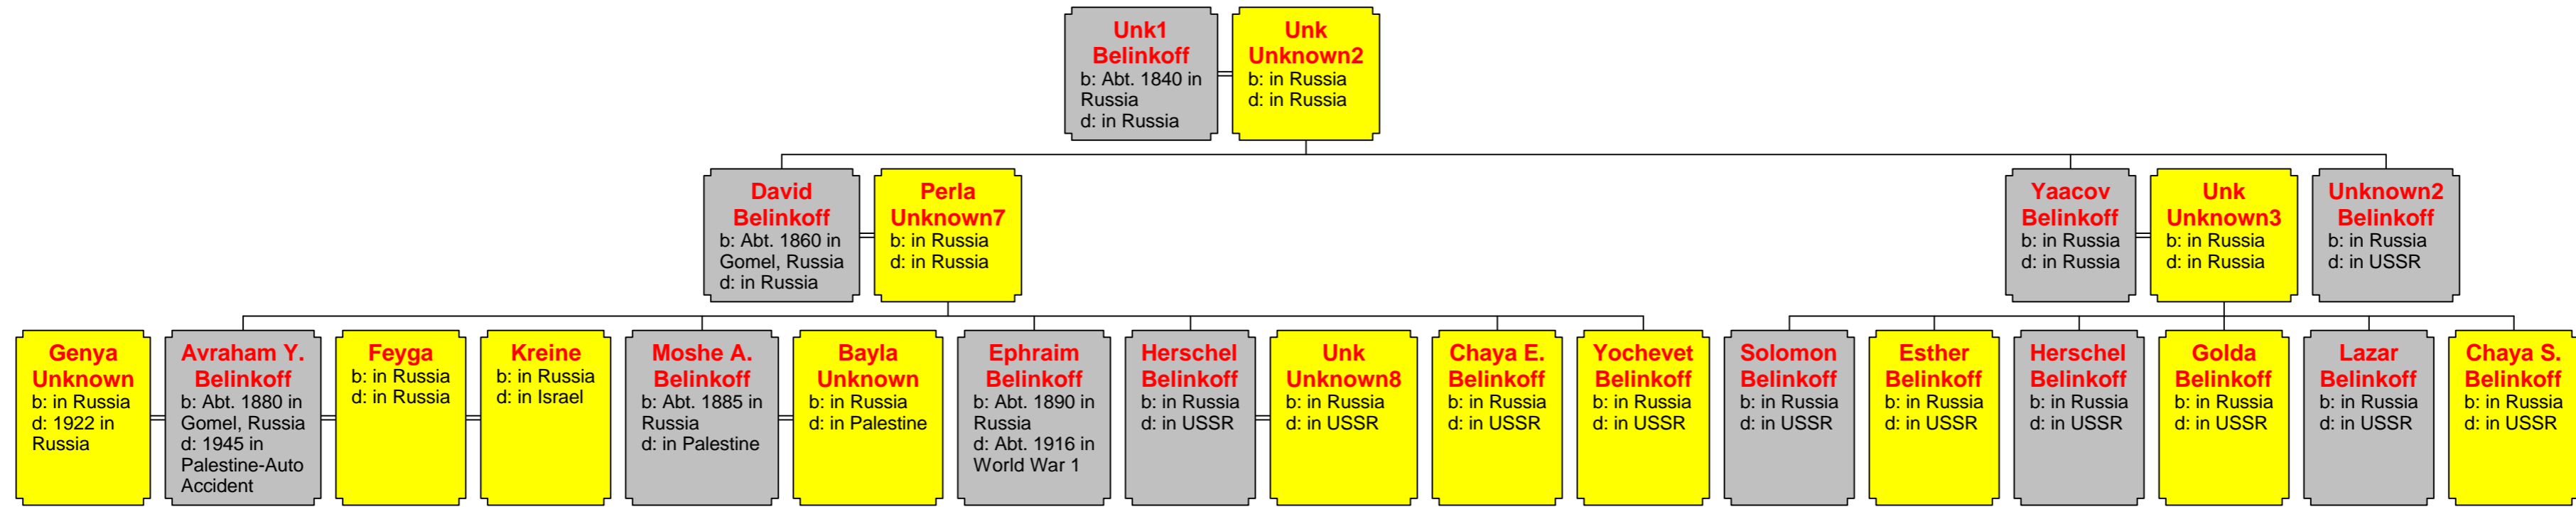 Unk1
Belinkoff
b: Abt. 1840 in
Russia
d: in Russia
Unk
Unknown2
b: in Russia
d: in Russia
David
Belinkoff
b: Abt. 1860 in
Gomel, Russia
d: in Russia
Perla
Unknown7
b: in Russia
d: in Russia
Yaacov
Belinkoff
b: in Russia
d: in Russia
Unk
Unknown3
b: in Russia
d: in Russia
Unknown2
Belinkoff
b: in Russia
d: in USSR
Genya
Unknown
b: in Russia
d: 1922 in
Russia
Avraham Y.
Belinkoff
b: Abt. 1880 in
Gomel, Russia
d: 1945 in
Palestine-Auto
Accident
Feyga
b: in Russia
d: in Russia
Kreine
b: in Russia
d: in Israel
Moshe A.
Belinkoff
b: Abt. 1885 in
Russia
d: in Palestine
Bayla
Unknown
b: in Russia
d: in Palestine
Ephraim
Belinkoff
b: Abt. 1890 in
Russia
d: Abt. 1916 in
World War 1
Herschel
Belinkoff
b: in Russia
d: in USSR
Unk
Unknown8
b: in Russia
d: in USSR
Chaya E.
Belinkoff
b: in Russia
d: in USSR
Yochevet
Belinkoff
b: in Russia
d: in USSR
Solomon
Belinkoff
b: in Russia
d: in USSR
Esther
Belinkoff
b: in Russia
d: in USSR
Herschel
Belinkoff
b: in Russia
d: in USSR
Golda
Belinkoff
b: in Russia
d: in USSR
Lazar
Belinkoff
b: in Russia
d: in USSR
Chaya S.
Belinkoff
b: in Russia
d: in USSR